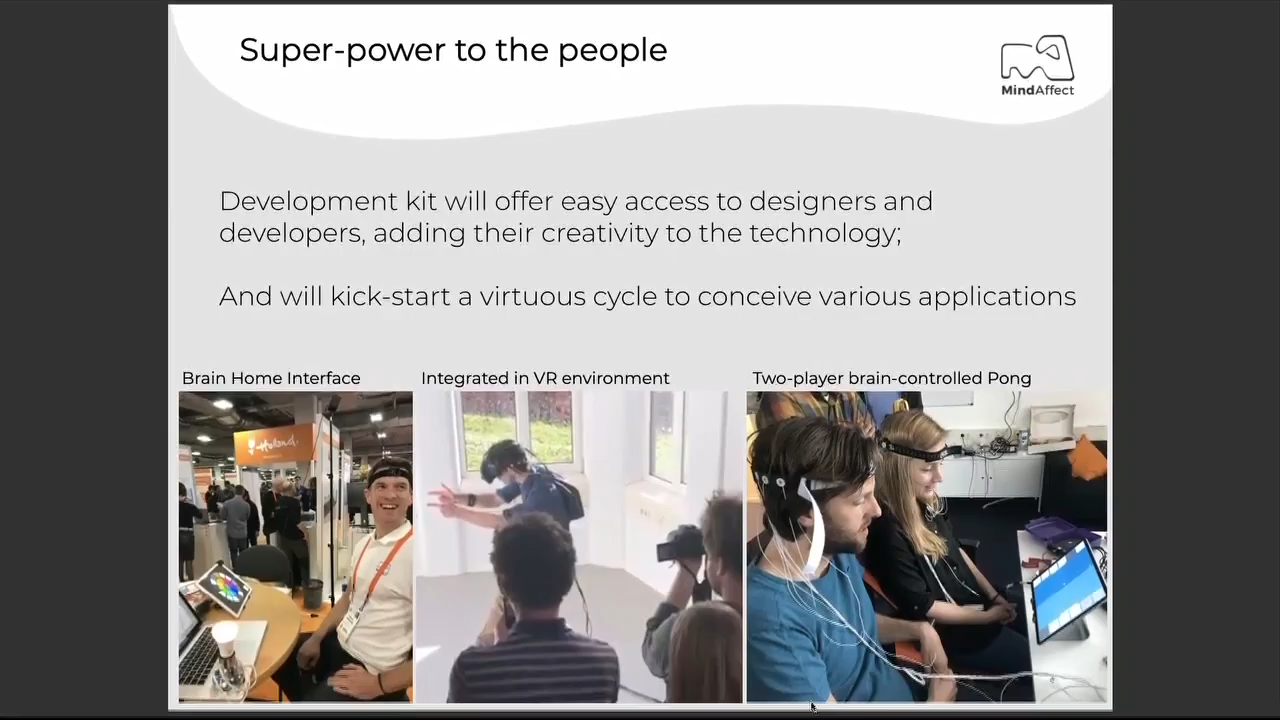 Super-power to the people
MindAffect
Development kit will offer easy access to designers and
developers, adding their creativity to the technology;
And will kick-start a virtuous cycle to conceive various applications
Brain Home Interface
Integrated in VR environment
Two-player brain-controlled Pong
Holland